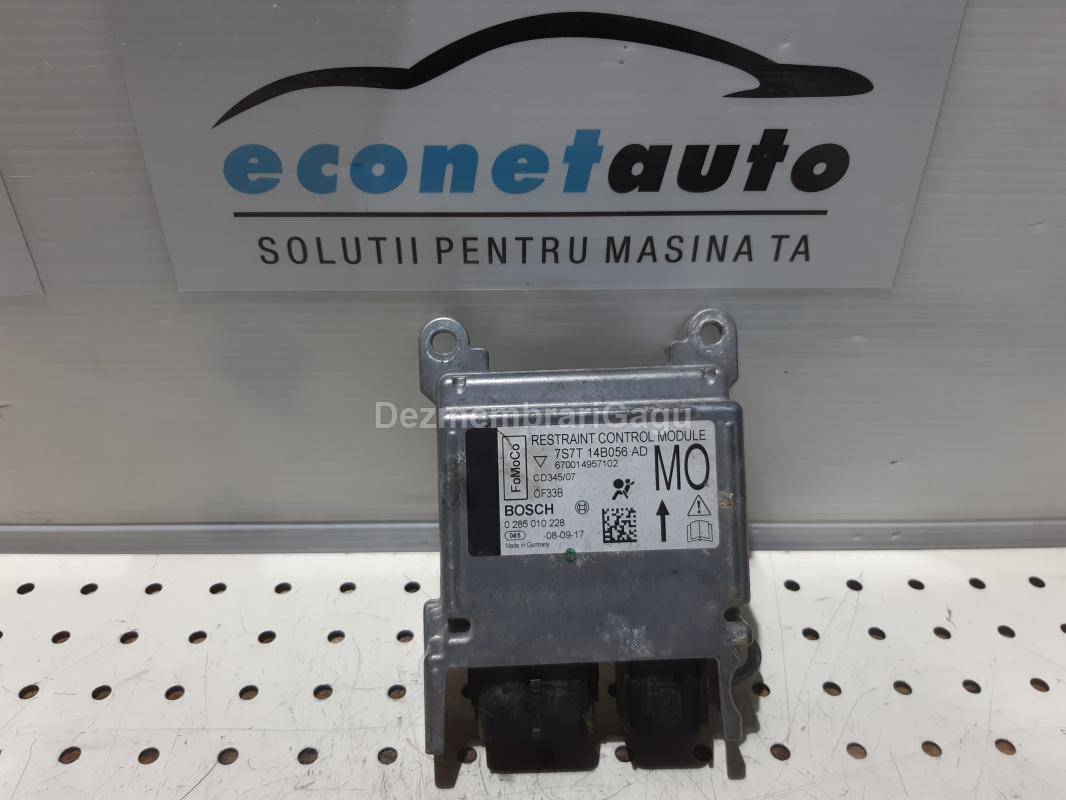 econetauto
SOLUTII PENTRU MASINA TA
DezmembrariGagu
FoMoCo
RESTRAINT CONTROL MODULE
7S7T 14B056 AD
670014957102
MO
CD345/07
CF33B
BOSCH
0 285 010 228
085
08-09-17
Made in Germany